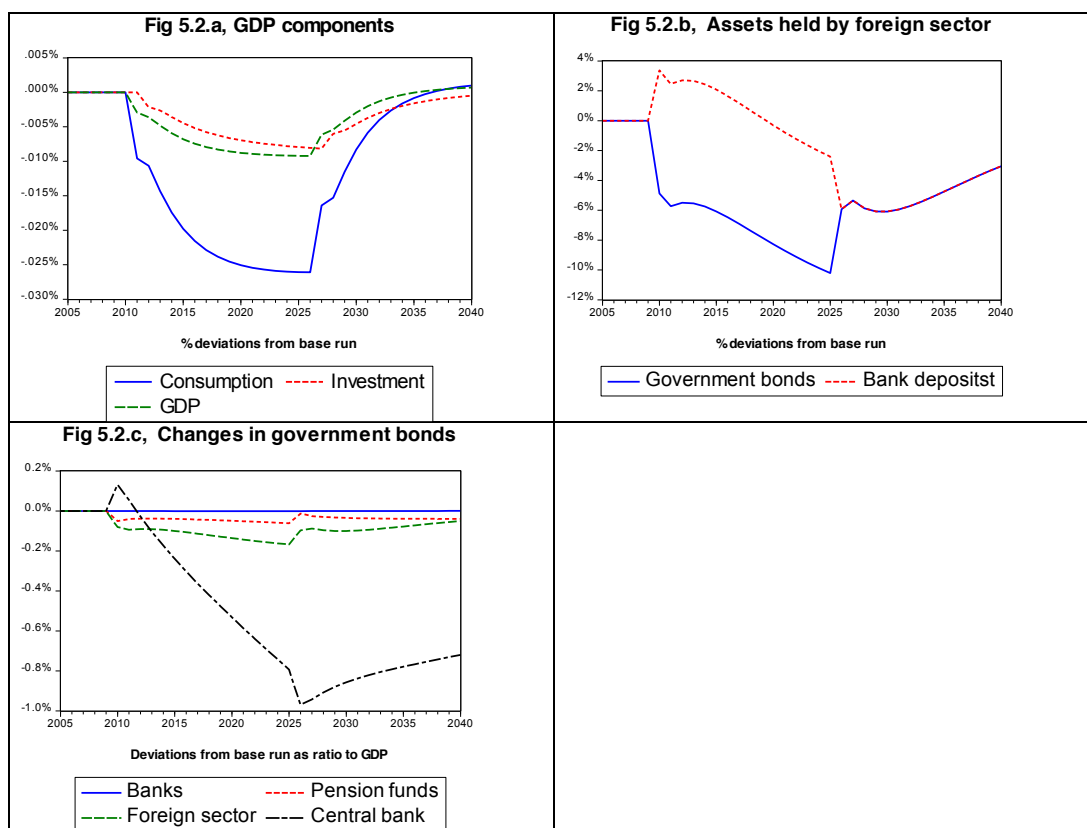 Fig 5.2.a, GDP components
.005%
.000%
-.005%
-.010%
-.015%
-.020%
-.025%
-.030%
2005 2010 2015 2020 2025 2030 2035 2040
% deviations from base run
Consumption Investment
GDP
Fig 5.2.b, Assets held by foreign sector
4%
2%
0%
-2%
-4%
-6%
-8%
-10%
-12%
2005 2010 2015 2020 2025 2030 2035 2040
% deviations from base run
Government bonds Bank depositst
Fig 5.2.c, Changes in government bonds
0.2%
0.0%
-0.2%
-0.4%
-0.6%
-0.8%
-1.0%
2005 2010 2015 2020 2025 2030 2035 2040
Deviations from base run as ratio to GDP
Banks Pension funds
Foreign sector Central bank